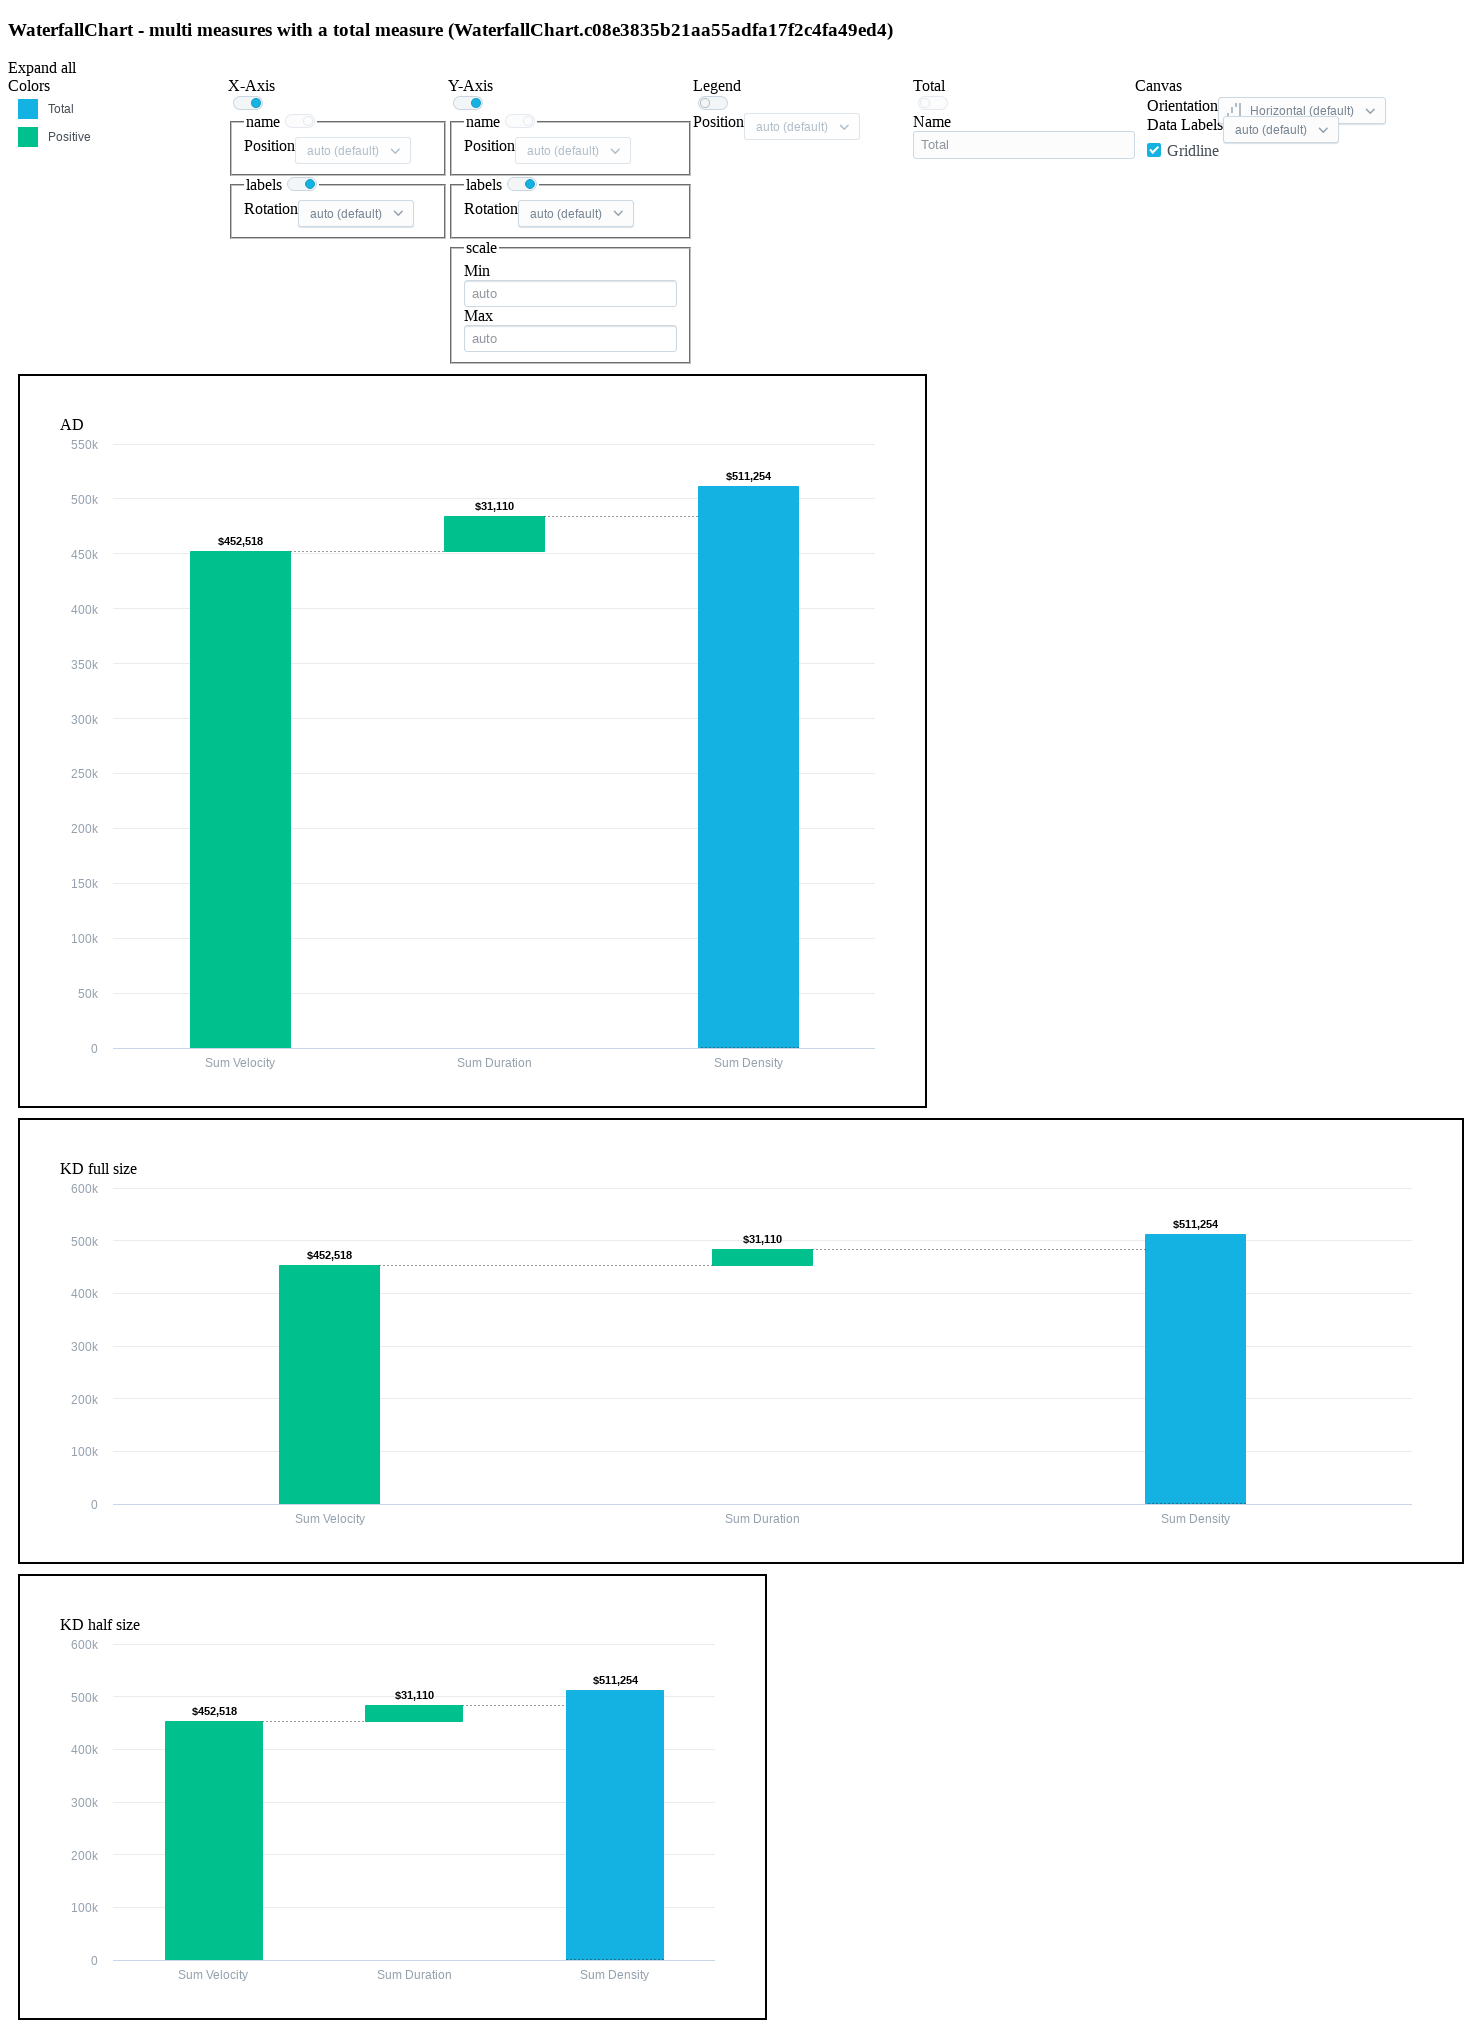 WaterfallChart - multi measures with a total measure (WaterfallChart.c08e3835b21aa55adfa17f2c4fa49ed4)
Expand all
Colors
Total
Positive
X-Axis
name
Position auto (default)
labels
Rotation auto (default)
Y-Axis
name
Position auto (default)
labels
Rotation auto (default)
scale
Min
auto
Max
auto
Legend
Position auto (default)
Total
Name
Total
Canvas
Orientation Horizontal (default)
Data Labels auto (default)
Gridline
AD
550k
500k
450k
400k
350k
300k
250k
200k
150k
100k
50k
0
$452,518
$31,110
$511,254
Sum Velocity
Sum Duration
Sum Density
KD full size
600k
500k
400k
300k
200k
100k
0
$452,518
$31,110
$511,254
Sum Velocity
Sum Duration
Sum Density
KD half size
600k
500k
400k
300k
200k
100k
0
$452,518
$31,110
$511,254
Sum Velocity
Sum Duration
Sum Density